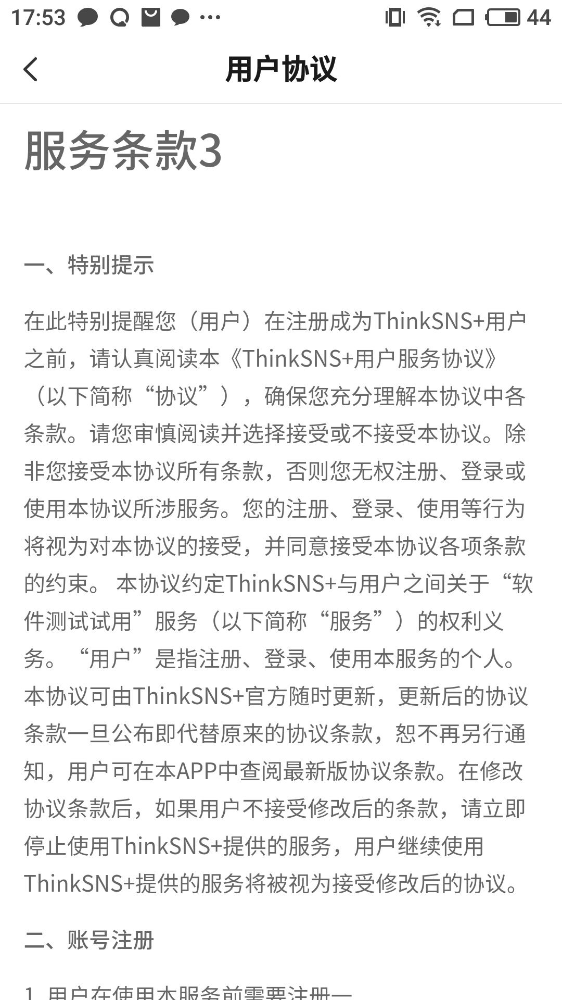 17:53
44
用户协议
服务条款3
一、特别提示
在此特别提醒您（用户）在注册成为ThinkSNS+用户
之前，请认真阅读本《ThinkSNS+用户服务协议》
（以下简称“协议”），确保您充分理解本协议中各
条款。请您审慎阅读并选择接受或不接受本协议。除
非您接受本协议所有条款，否则您无权注册、登录或
使用本协议所涉服务。您的注册、登录、使用等行为
将视为对本协议的接受，并同意接受本协议各项条款
的约束。 本协议约定ThinkSNS+与用户之间关于“软
件测试试用”服务（以下简称“服务”）的权利义
务。“用户”是指注册、登录、使用本服务的个人。
本协议可由ThinkSNS+官方随时更新，更新后的协议
条款一旦公布即代替原来的协议条款，恕不再另行通
知，用户可在本APP中查阅最新版协议条款。在修改
协议条款后，如果用户不接受修改后的条款，请立即
停止使用ThinkSNS+提供的服务，用户继续使用
ThinkSNS+提供的服务将被视为接受修改后的协议。
二、账号注册
1. 用户在使用本服务前需要注册一